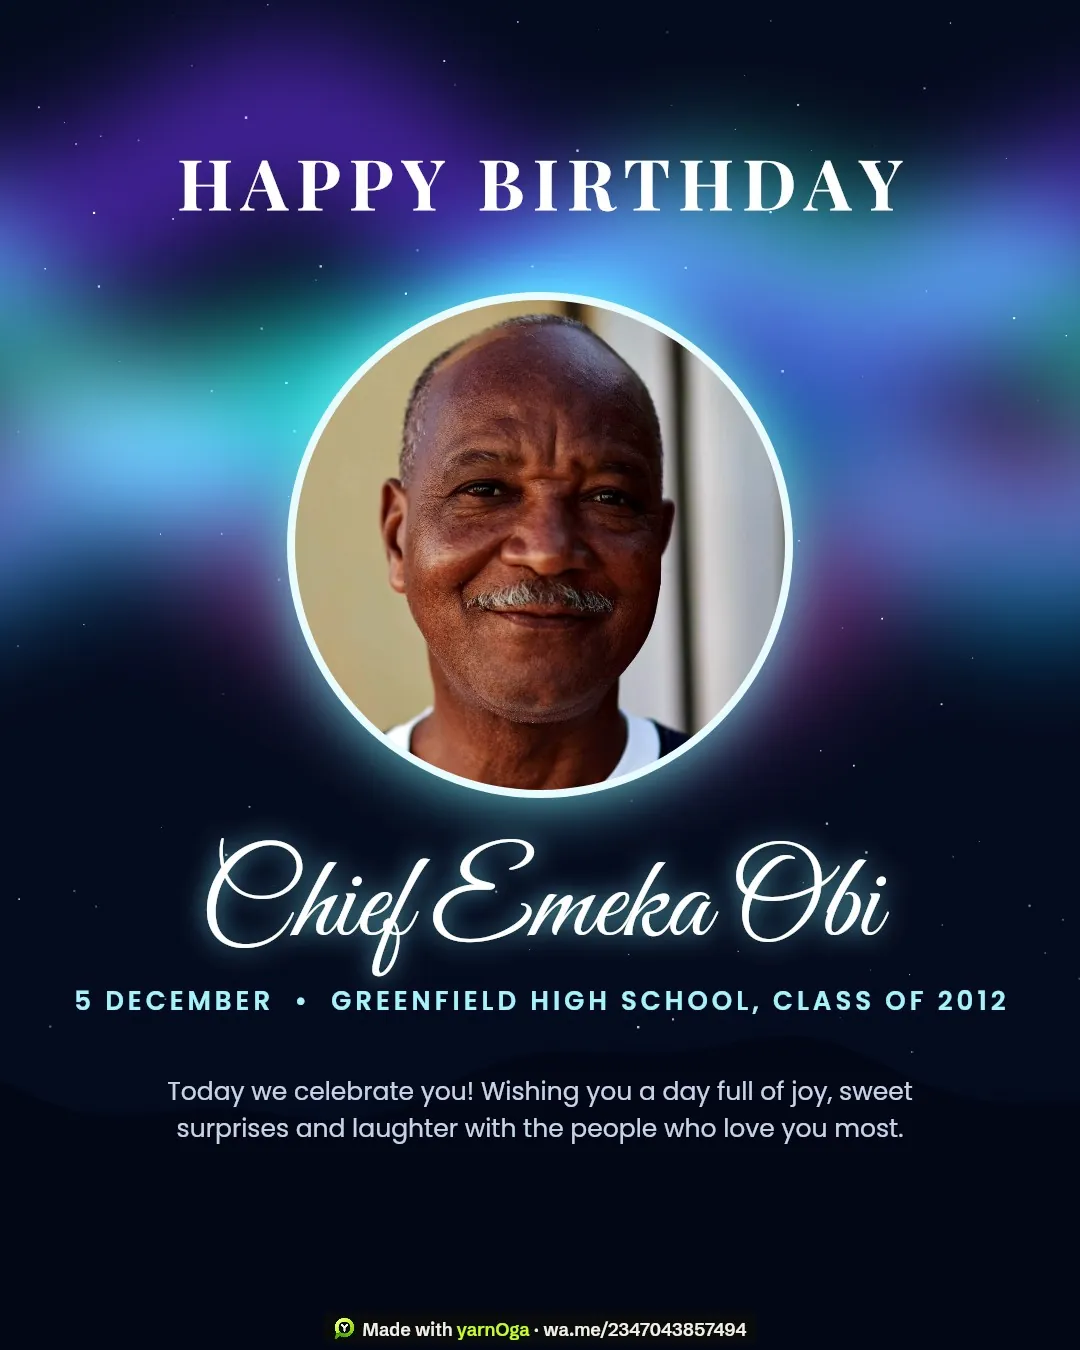 HAPPY BIRTHDAY
Chief Emeka Obi
5 DECEMBER • GREENFIELD HIGH SCHOOL, CLASS OF 2012
Today we celebrate you! Wishing you a day full of joy, sweet
surprises and laughter with the people who love you most.
Made with yarnOga · wa.me/2347043857494